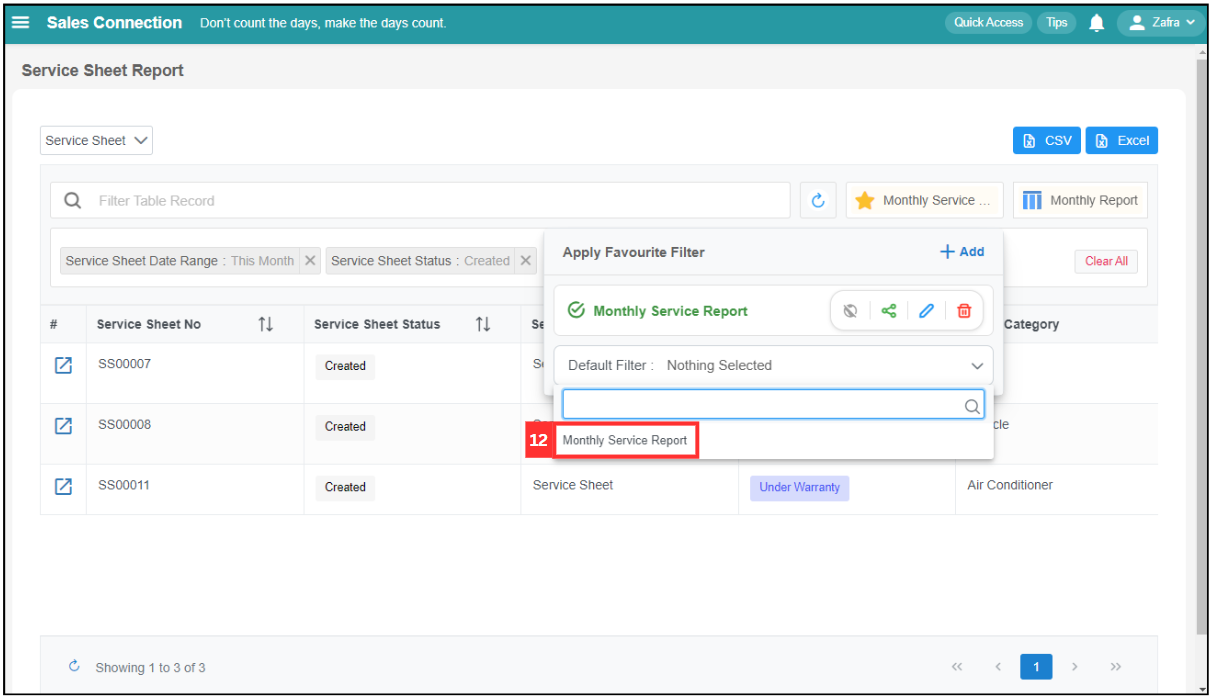 Sales Connection Don't count the days, make the days count. Quick Access Tips Zafra
Service Sheet Report
Service Sheet CSV Excel
Filter Table Record Monthly Service ... Monthly Report
Service Sheet Date Range : This Month Service Sheet Status : Created Clear All
Apply Favourite Filter Add
Monthly Service Report
# Service Sheet No Service Sheet Status Se Category
SS00007 Created
Default Filter : Nothing Selected
SS00008 Created cle
12 Monthly Service Report
SS00011 Created Service Sheet Under Warranty Air Conditioner
Showing 1 to 3 of 3 << < 1 > >>